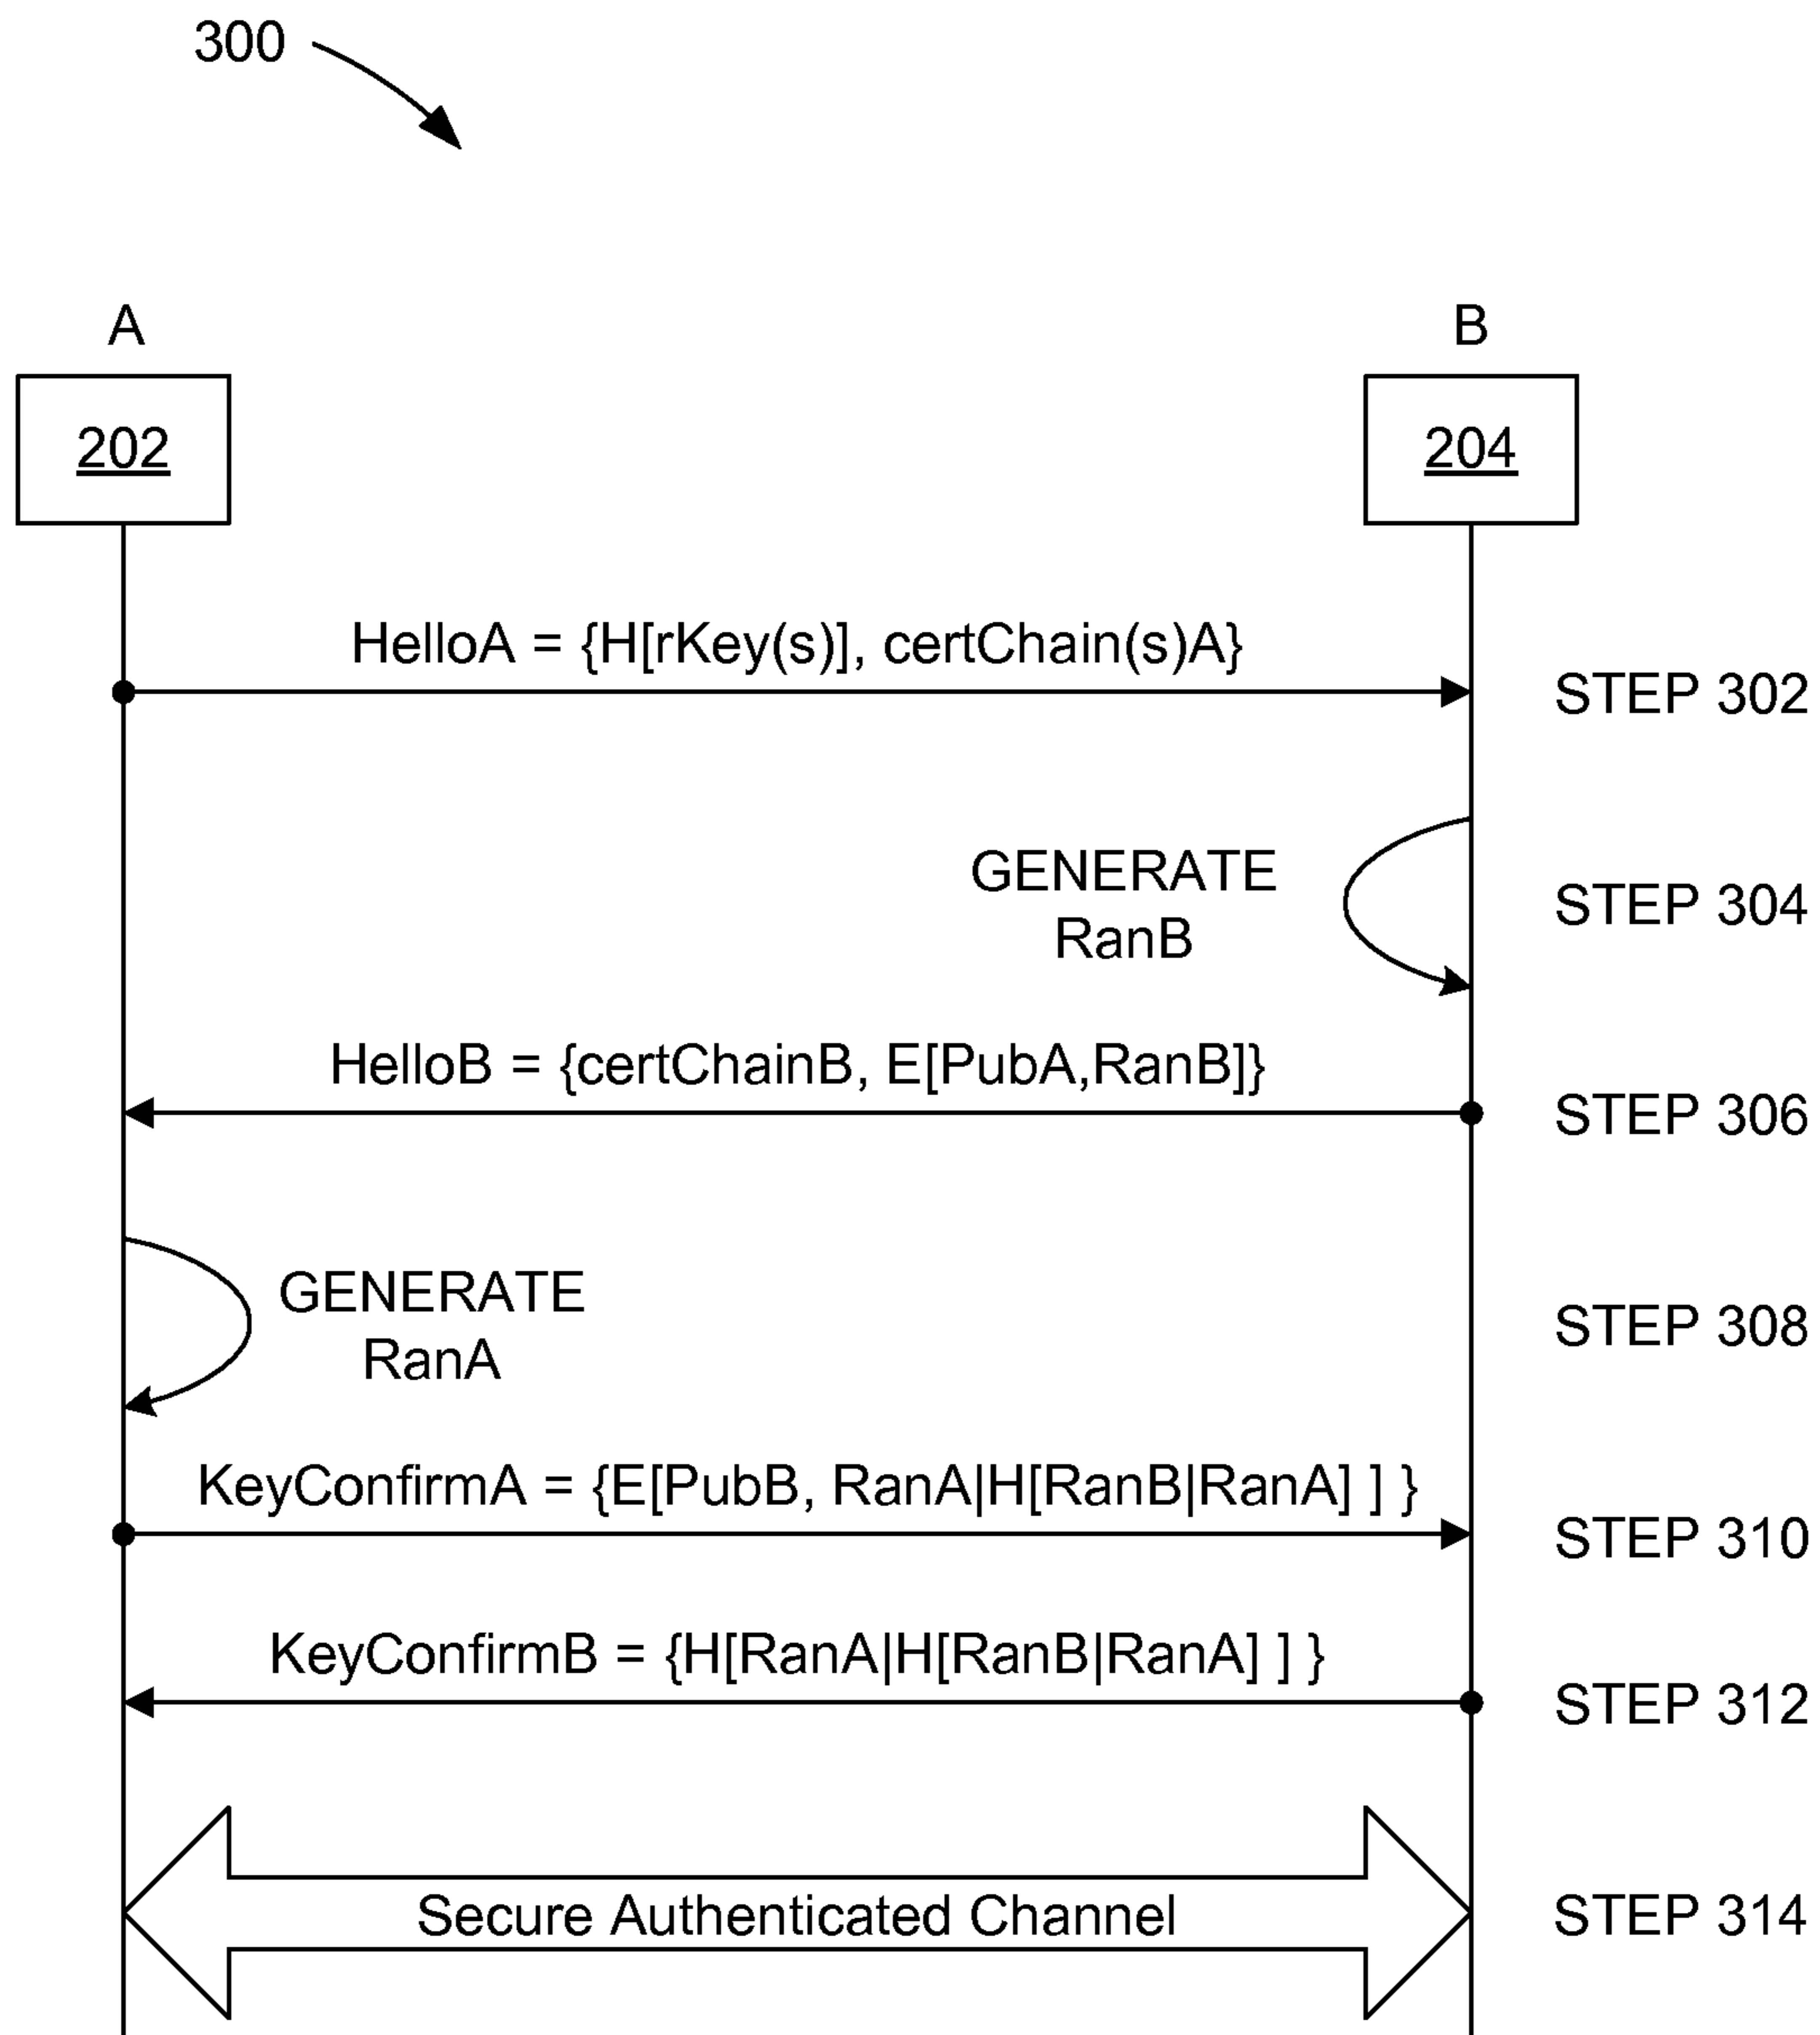 300
A
B
202
204
HelloA = {H[rKey(s)], certChain(s)A}
STEP 302
GENERATE
RanB
STEP 304
HelloB = {certChainB, E[PubA,RanB]}
STEP 306
GENERATE
RanA
STEP 308
KeyConfirmA = {E[PubB, RanA|H[RanB|RanA] ] }
STEP 310
KeyConfirmB = {H[RanA|H[RanB|RanA] ] }
STEP 312
Secure Authenticated Channel
STEP 314